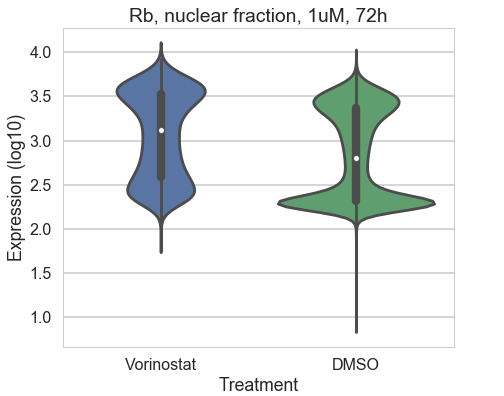 Rb, nuclear fraction, 1uM, 72h
Expression (log10)
4.0
3.5
3.0
2.5
2.0
1.5
1.0
Vorinostat DMSO
Treatment